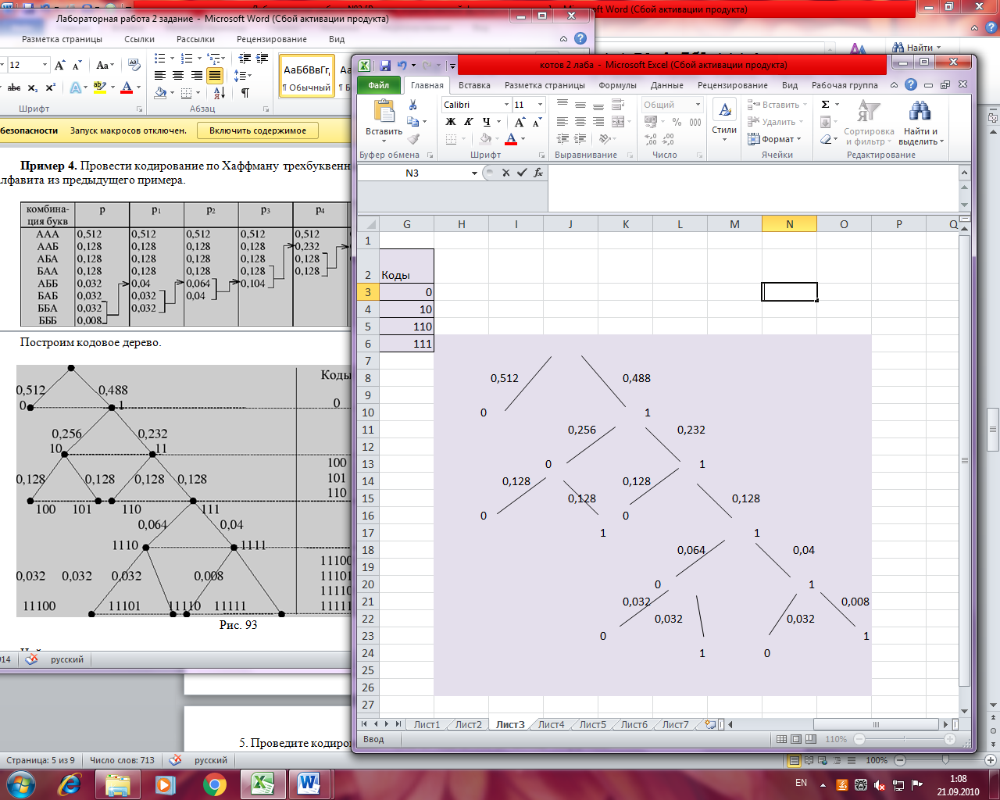 Лабораторная работа 2 задание - Microsoft Word (Сбой активации продукта)
Microsoft Word (Сбой активации продукта)
Разметка страницы Ссылки Рассылки Рецензирование Вид
12
Aa
abc x₂ x²
АаБбВвГг,
¶ Обычный
Шрифт Абзац
Найти
безопасности Запуск макросов отключен. Включить содержимое
Пример 4. Провести кодирование по Хаффману трехбуквенн
лфавита из предыдущего примера.
комбина-
ция букв p p₁ p₂ p₃ p₄
ААА 0,512 0,512 0,512 0,512 0,512
ААБ 0,128 0,128 0,128 0,128 0,232
АБА 0,128 0,128 0,128 0,128 0,128
БАА 0,128 0,128 0,128 0,128 0,128
АББ 0,032 0,04 0,064 0,104
БАБ 0,032 0,032 0,04
ББА 0,032 0,032
БББ 0,008
Построим кодовое дерево.
Коды
0,512 0,488
0 1 0
0,256 0,232
10 11
100
0,128 0,128 0,128 0,128
101
110
100 101 110 111
0,064 0,04
1110 1111
11100
0,032 0,032 0,032 0,008
11101
11110
11100 11101 11110 11111
Рис. 93
914 русский
5. Проведите кодиров
Страница: 5 из 9 Число слов: 713 русский
100%
котов 2 лаба - Microsoft Excel (Сбой активации продукта)
Файл Главная Вставка Разметка страницы Формулы Данные Рецензирование Вид Рабочая группа
Вставить
Calibri 11
Ж К Ч
Общий
% 000
Стили
Вставить
Удалить
Формат
Сортировка
и фильтр
Найти и
выделить
Буфер обмена Шрифт Выравнивание Число Ячейки Редактирование
N3 fx
G H I J K L M N O P Q
1
2 Коды
3 0
4 10
5 110
6 111
7
8 0,512 0,488
9
10 0 1
11 0,256 0,232
12
13 0 1
14 0,128 0,128
15 0,128 0,128
16 0 0
17 1 1
18 0,064 0,04
19
20 0 1
21 0,032 0,008
22 0,032 0,032
23 0 1
24 1 0
25
26
27
Лист1 Лист2 Лист3 Лист4 Лист5 Лист6 Лист7
Ввод 110%
EN 1:08
21.09.2010